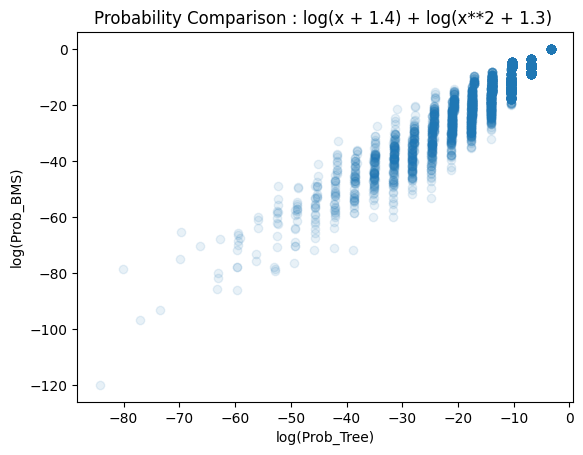 Probability Comparison : log(x + 1.4) + log(x**2 + 1.3)
0
−20
−40
−60
−80
−100
−120
log(Prob_BMS)
−80 −70 −60 −50 −40 −30 −20 −10 0
log(Prob_Tree)